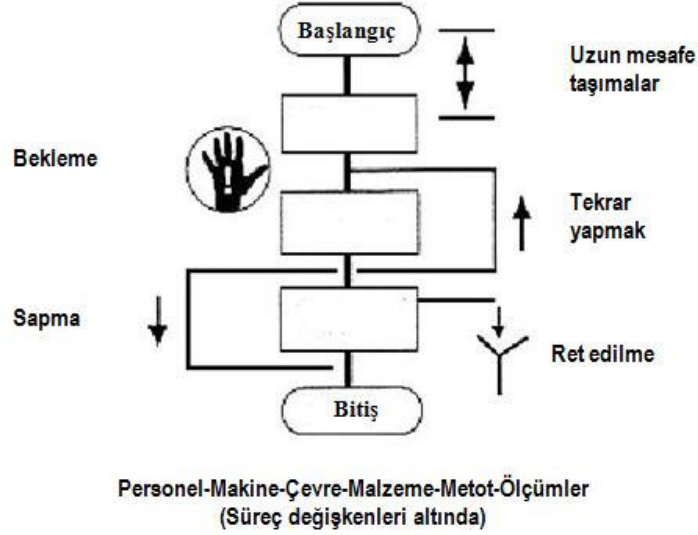 Başlangıç
Uzun mesafe
taşımalar
Bekleme
Tekrar
yapmak
Sapma
Ret edilme
Bitiş
Personel-Makine-Çevre-Malzeme-Metot-Ölçümler
(Süreç değişkenleri altında)